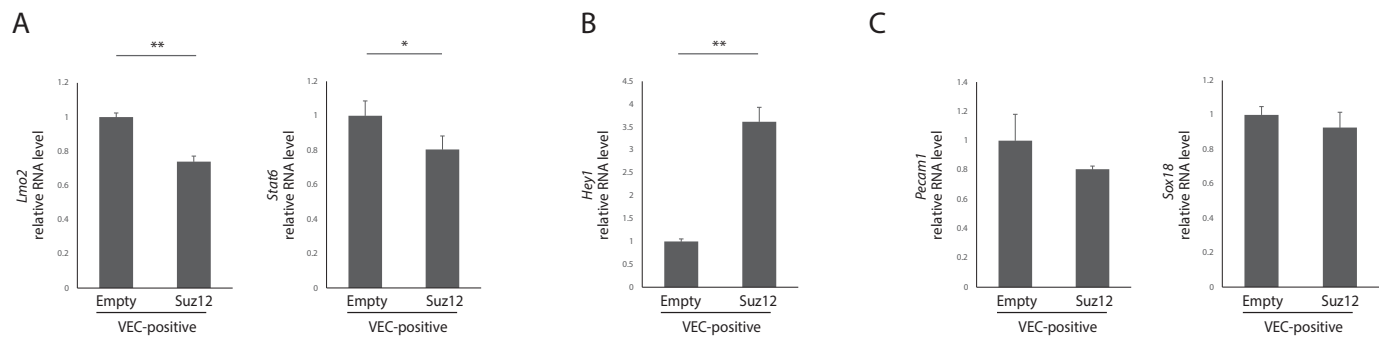 A
B
C
**
*
**
Lmo2
relative RNA level
1.2
1
0.8
0.6
0.4
0.2
0
Empty
Suz12
VEC-positive
Stat6
relative RNA level
1.2
1
0.8
0.6
0.4
0.2
0
Empty
Suz12
VEC-positive
Hey1
relative RNA level
4.5
4
3.5
3
2.5
2
1.5
1
0.5
0
Empty
Suz12
VEC-positive
Pecam1
relative RNA level
1.4
1.2
1
0.8
0.6
0.4
0.2
0
Empty
Suz12
VEC-positive
Sox18
relative RNA level
1.2
1
0.8
0.6
0.4
0.2
0
Empty
Suz12
VEC-positive